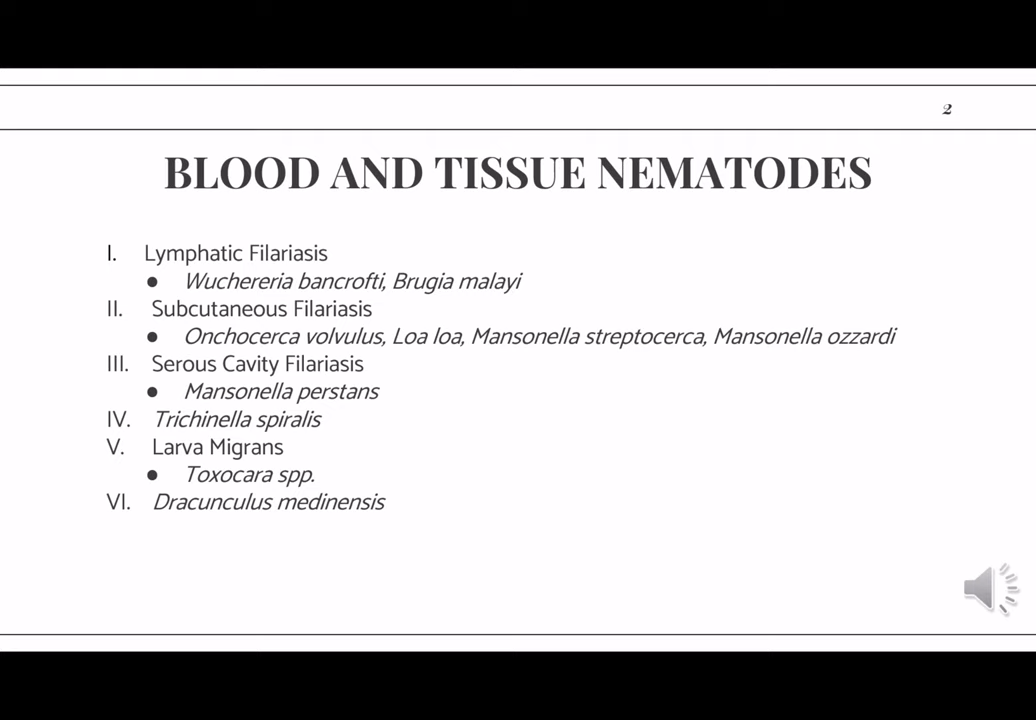 2
BLOOD AND TISSUE NEMATODES
I. Lymphatic Filariasis
● Wuchereria bancrofti, Brugia malayi
II. Subcutaneous Filariasis
● Onchocerca volvulus, Loa loa, Mansonella streptocerca, Mansonella ozzardi
III. Serous Cavity Filariasis
● Mansonella perstans
IV. Trichinella spiralis
V. Larva Migrans
● Toxocara spp.
VI. Dracunculus medinensis